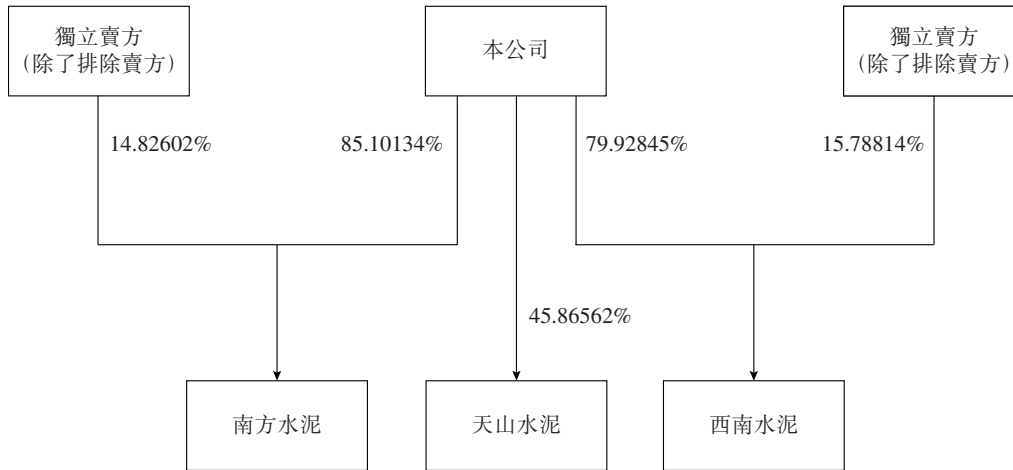 獨立賣方
（除了排除賣方）
本公司
獨立賣方
（除了排除賣方）
14.82602%
85.10134%
79.92845%
15.78814%
45.86562%
南方水泥
天山水泥
西南水泥